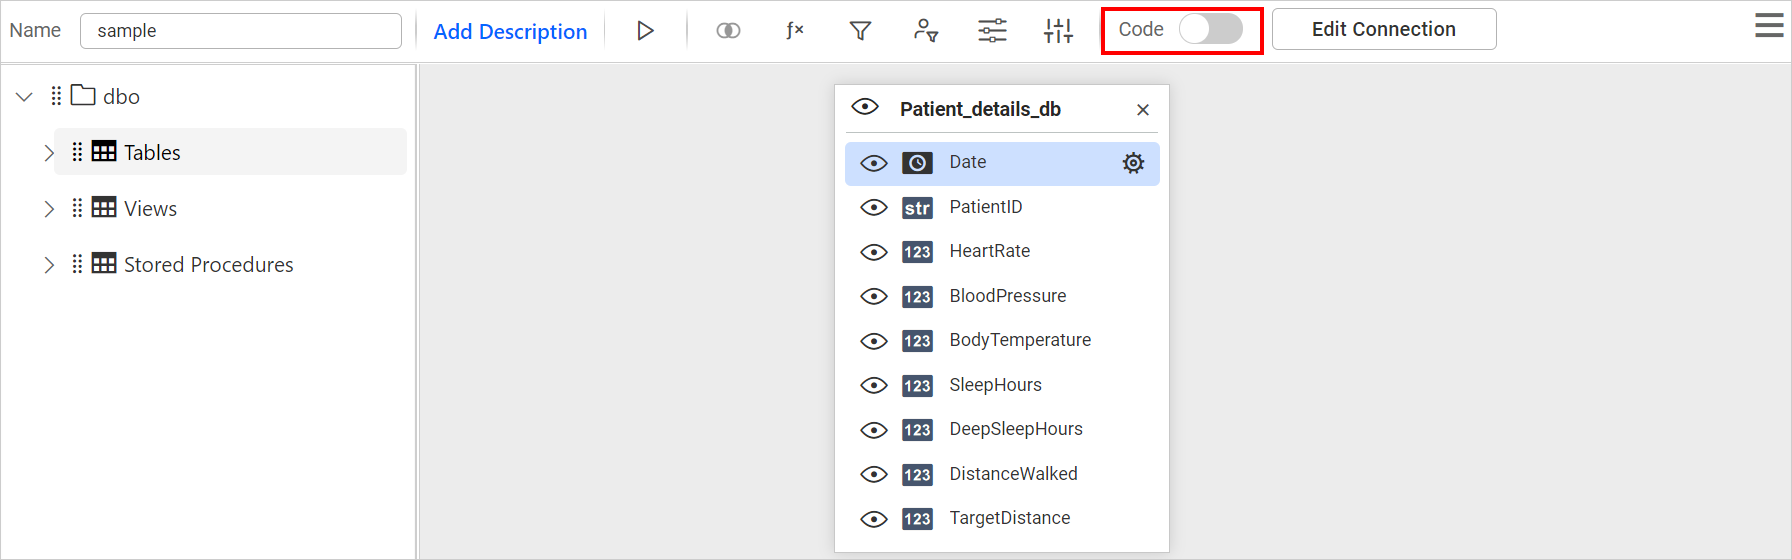 Name sample Add Description ƒx Code Edit Connection
dbo
Tables
Views
Stored Procedures
Patient_details_db
Date
str PatientID
123 HeartRate
123 BloodPressure
123 BodyTemperature
123 SleepHours
123 DeepSleepHours
123 DistanceWalked
123 TargetDistance